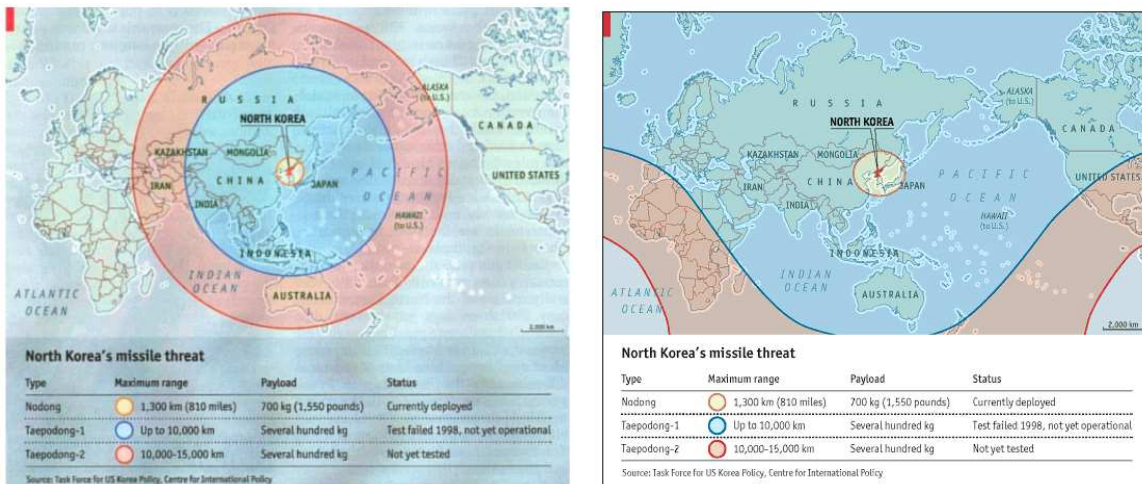 ALASKA
(to U.S.)
RUSSIA
CANADA
NORTH KOREA
KAZAKHSTAN
MONGOLIA
UNITED STATES
IRAN
CHINA
JAPAN
PACIFIC
OCEAN
INDIA
HAWAII
(to U.S.)
INDONESIA
INDIAN
OCEAN
ATLANTIC
OCEAN
AUSTRALIA
2,000 km
North Korea's missile threat
Type Maximum range Payload Status
Nodong 1,300 km (810 miles) 700 kg (1,550 pounds) Currently deployed
Taepodong-1 Up to 10,000 km Several hundred kg Test failed 1998, not yet operational
Taepodong-2 10,000-15,000 km Several hundred kg Not yet tested
Source: Task Force for US Korea Policy, Centre for International Policy
ALASKA
(to U.S.)
RUSSIA
CANADA
NORTH KOREA
KAZAKHSTAN
MONGOLIA
UNITED STATES
IRAN
CHINA
JAPAN
PACIFIC
OCEAN
INDIA
HAWAII
(to U.S.)
INDONESIA
INDIAN
OCEAN
ATLANTIC
OCEAN
AUSTRALIA
2,000 km
North Korea's missile threat
Type Maximum range Payload Status
Nodong 1,300 km (810 miles) 700 kg (1,550 pounds) Currently deployed
Taepodong-1 Up to 10,000 km Several hundred kg Test failed 1998, not yet operational
Taepodong-2 10,000-15,000 km Several hundred kg Not yet tested
Source: Task Force for US Korea Policy, Centre for International Policy